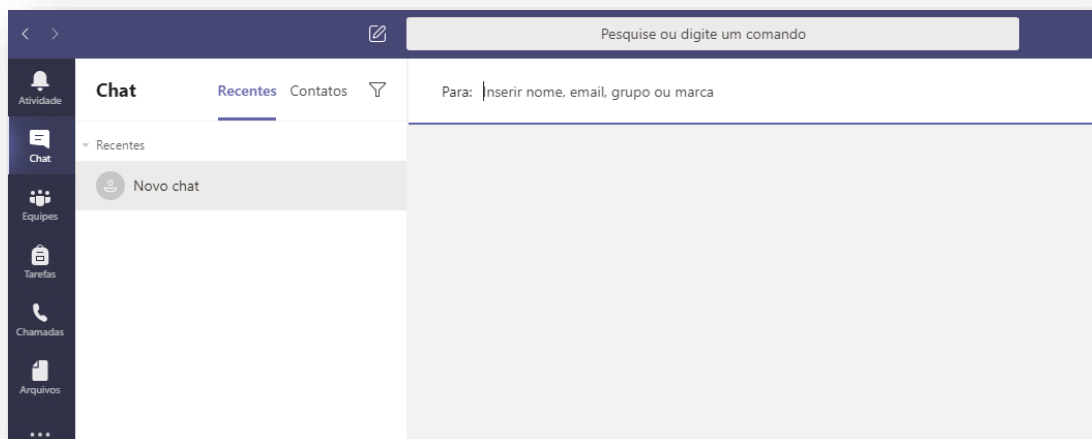 Pesquise ou digite um comando
Atividade
Chat
Equipes
Tarefas
Chamadas
Arquivos
Chat Recentes Contatos
Recentes
Novo chat
Para: Inserir nome, email, grupo ou marca